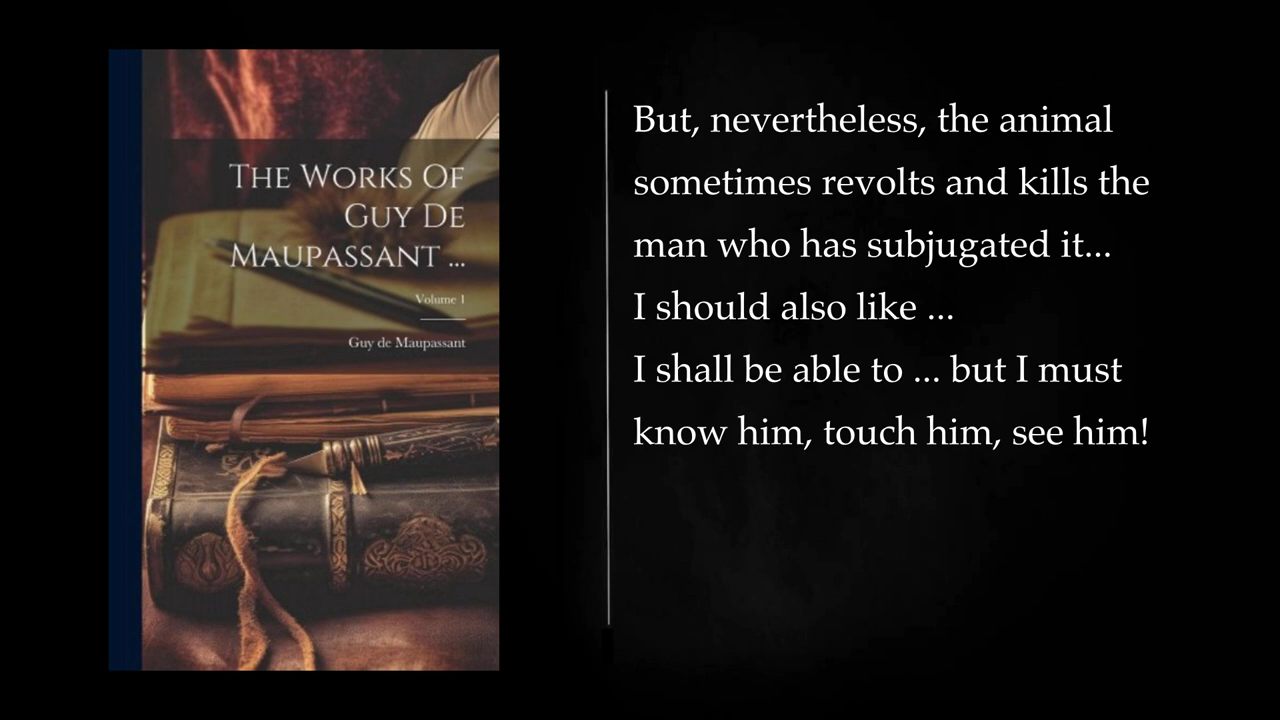 The Works Of
Guy De
Maupassant ...
Volume 1
Guy de Maupassant
But, nevertheless, the animal
sometimes revolts and kills the
man who has subjugated it...
I should also like ...
I shall be able to ... but I must
know him, touch him, see him!